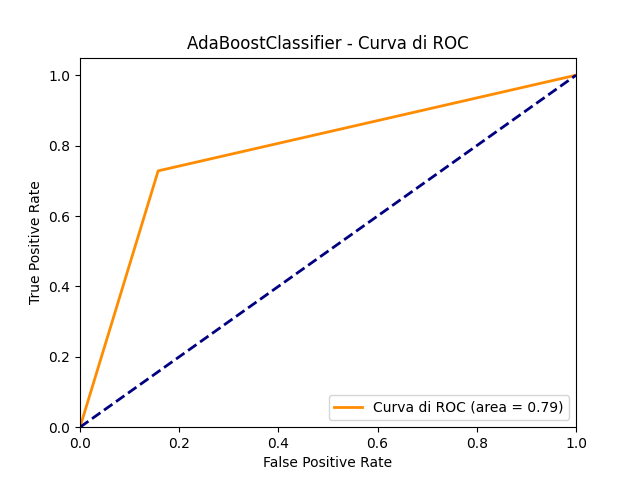 AdaBoostClassifier - Curva di ROC
True Positive Rate
1.0
0.8
0.6
0.4
0.2
0.0
Curva di ROC (area = 0.79)
0.0 0.2 0.4 0.6 0.8 1.0
False Positive Rate